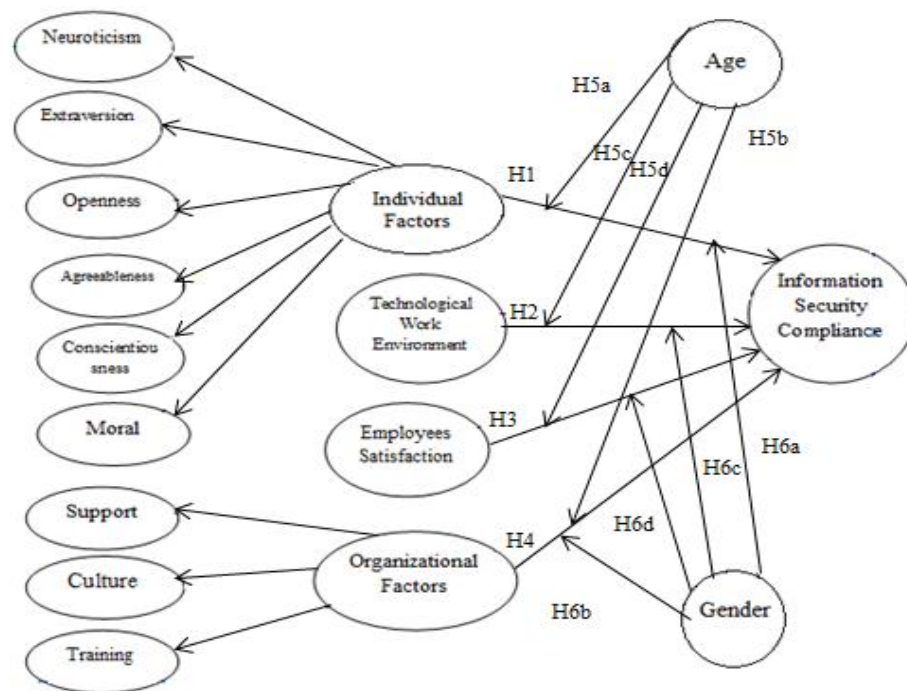 Neuroticism
Extraversion
Openness
Agreeableness
Conscientiou
sness
Moral
Support
Culture
Training
Individual
Factors
Technological
Work
Environment
Employees
Satisfaction
Organizational
Factors
H1
H2
H3
H4
Age
H5a
H5c
H5d
H5b
Information
Security
Compliance
H6a
H6c
H6d
H6b
Gender